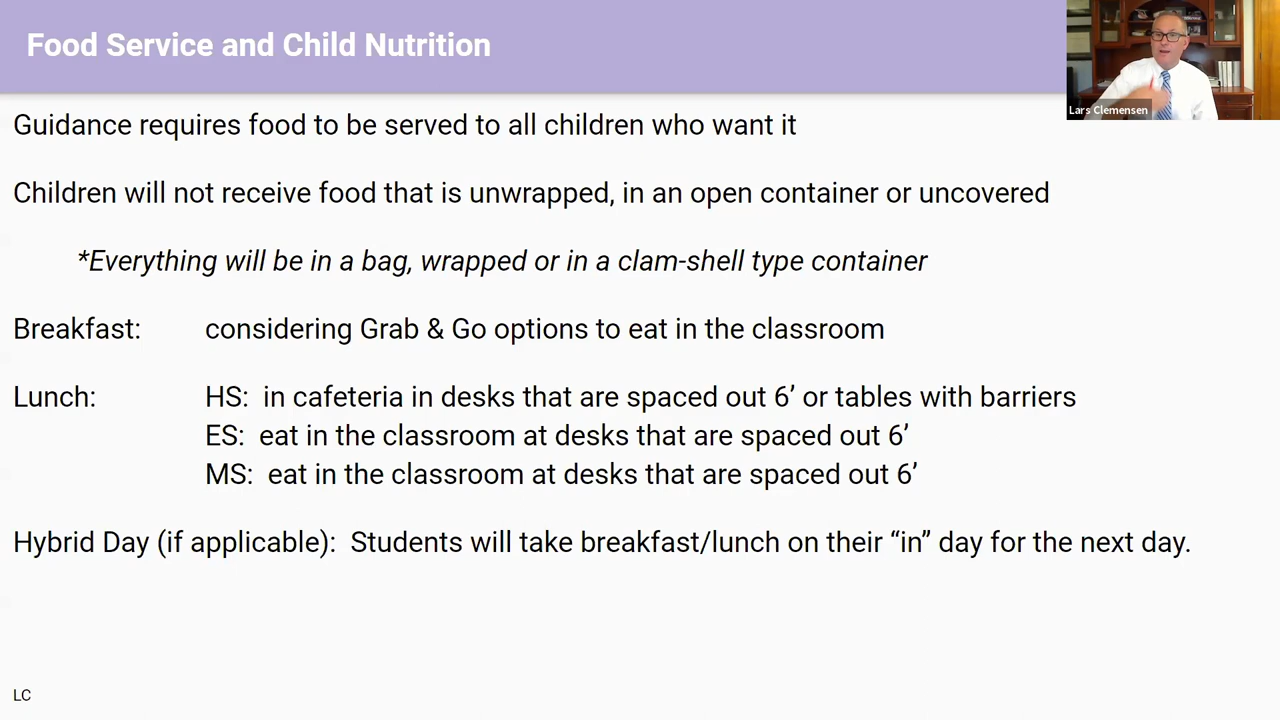 Food Service and Child Nutrition
Lars Clemensen
Guidance requires food to be served to all children who want it
Children will not receive food that is unwrapped, in an open container or uncovered
*Everything will be in a bag, wrapped or in a clam-shell type container
Breakfast: considering Grab & Go options to eat in the classroom
Lunch: HS: in cafeteria in desks that are spaced out 6’ or tables with barriers
ES: eat in the classroom at desks that are spaced out 6’
MS: eat in the classroom at desks that are spaced out 6’
Hybrid Day (if applicable): Students will take breakfast/lunch on their “in” day for the next day.
LC